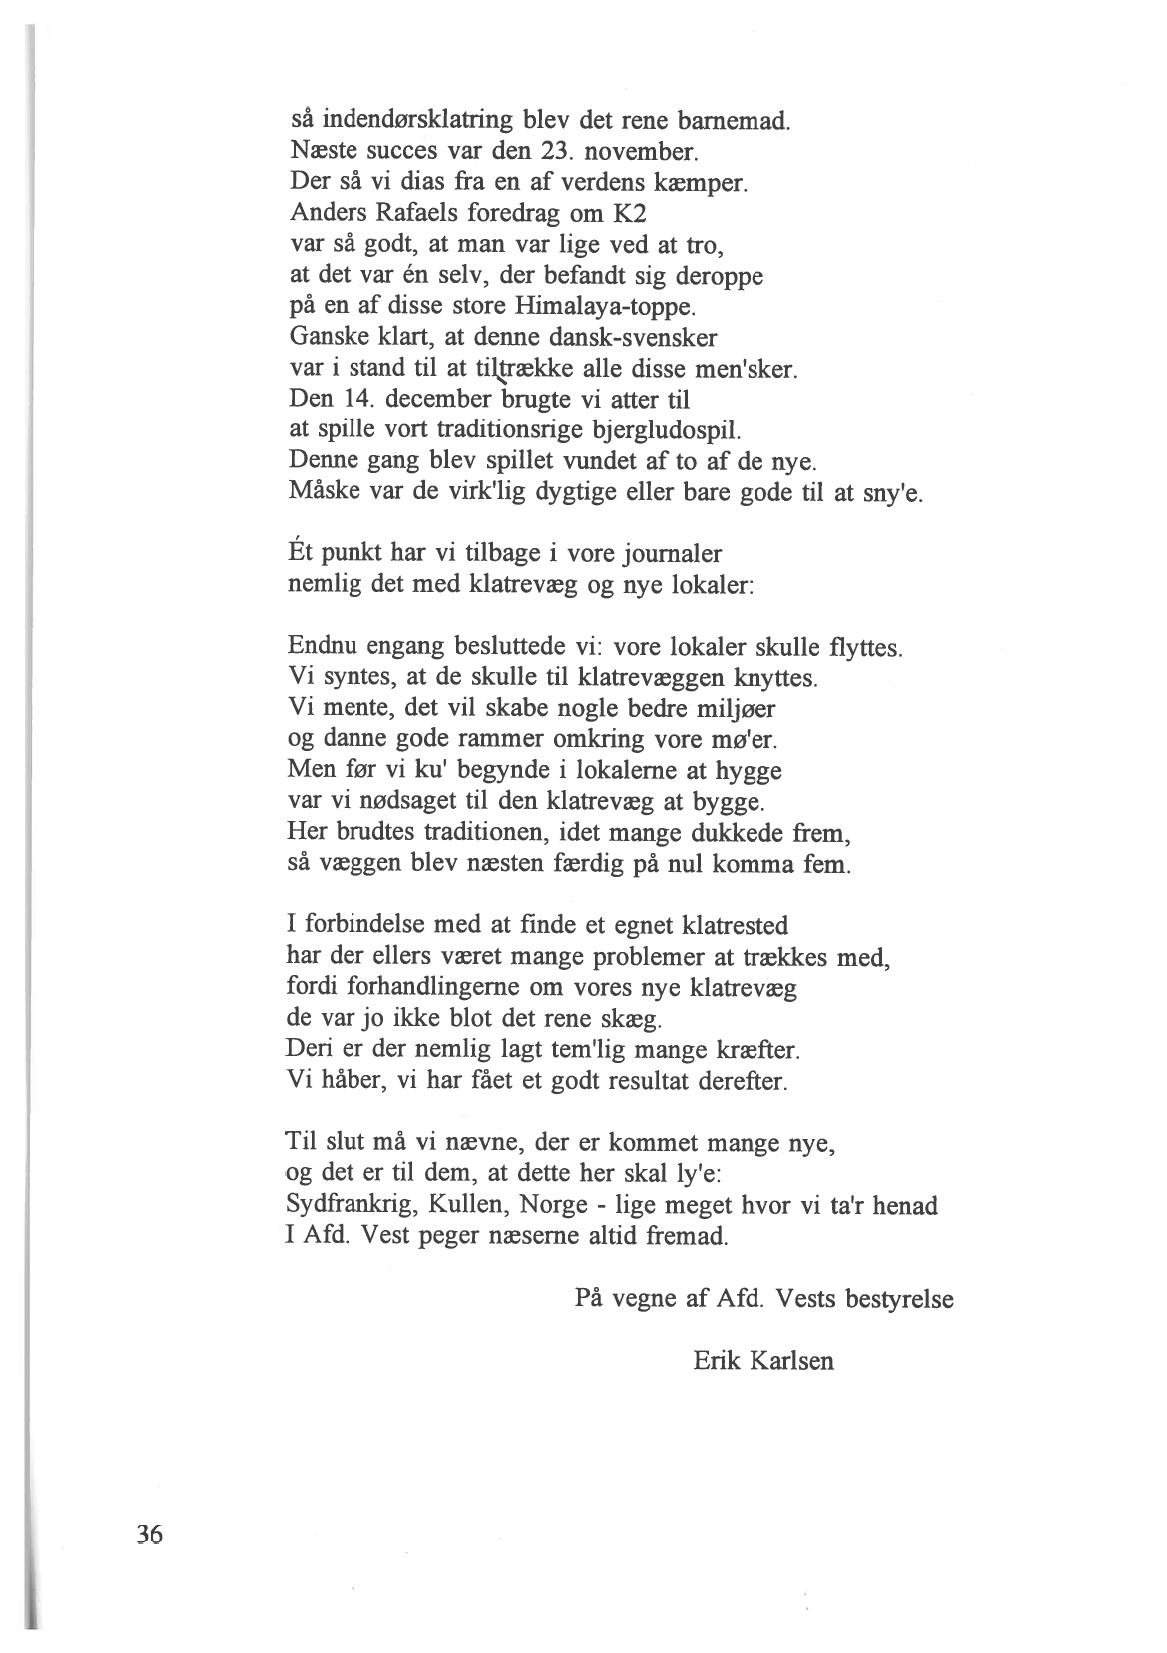 så indendørsklatring blev det rene barnemad.
Næste succes var den 23. november.
Der så vi dias fra en af verdens kæmper.
Anders Rafaels foredrag om K2
var så godt, at man var lige ved at tro,
at det var én selv, der befandt sig deroppe
på en af disse store Himalaya-toppe.
Ganske klart, at denne dansk-svensker
var i stand til at tiltrække alle disse men'sker.
Den 14. december brugte vi atter til
at spille vort traditionsrige bjergludospil.
Denne gang blev spillet vundet af to af de nye.
Måske var de virk'lig dygtige eller bare gode til at sny'e.

Ét punkt har vi tilbage i vore journaler
nemlig det med klatrevæg og nye lokaler:

Endnu engang besluttede vi: vore lokaler skulle flyttes.
Vi syntes, at de skulle til klatrevæggen knyttes.
Vi mente, det vil skabe nogle bedre miljøer
og danne gode rammer omkring vore mø'er.
Men før vi ku' begynde i lokalerne at hygge
var vi nødsaget til den klatrevæg at bygge.
Her brudtes traditionen, idet mange dukkede frem,
så væggen blev næsten færdig på nul komma fem.

I forbindelse med at finde et egnet klatrested
har der ellers været mange problemer at trækkes med,
fordi forhandlingerne om vores nye klatrevæg
de var jo ikke blot det rene skæg.
Deri er der nemlig lagt tem'lig mange kræfter.
Vi håber, vi har fået et godt resultat derefter.

Til slut må vi nævne, der er kommet mange nye,
og det er til dem, at dette her skal ly'e:
Sydfrankrig, Kullen, Norge - lige meget hvor vi ta'r henad
I Afd. Vest peger næserne altid fremad.

På vegne af Afd. Vests bestyrelse

Erik Karlsen

36